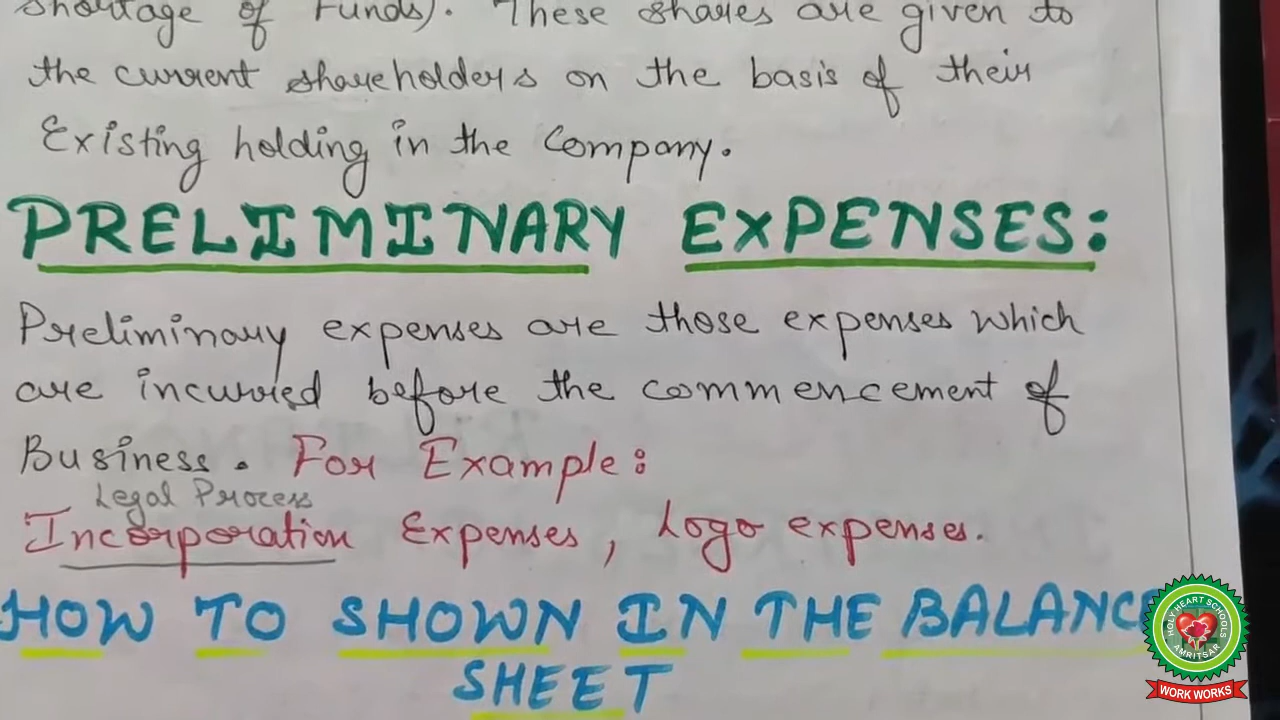 Shortage of Funds). These shares are given to
the current shareholders on the basis of their
Existing holding in the Company.
PRELIMINARY EXPENSES:
Preliminary expenses are those expenses which
are incurred before the commencement of
Business. For Example:
Legal Process
Incorporation Expenses, Logo expenses.
HOW TO SHOWN IN THE BALANCE
SHEET
HOLY HEART SCHOOLS
AMRITSAR
WORK WORKS